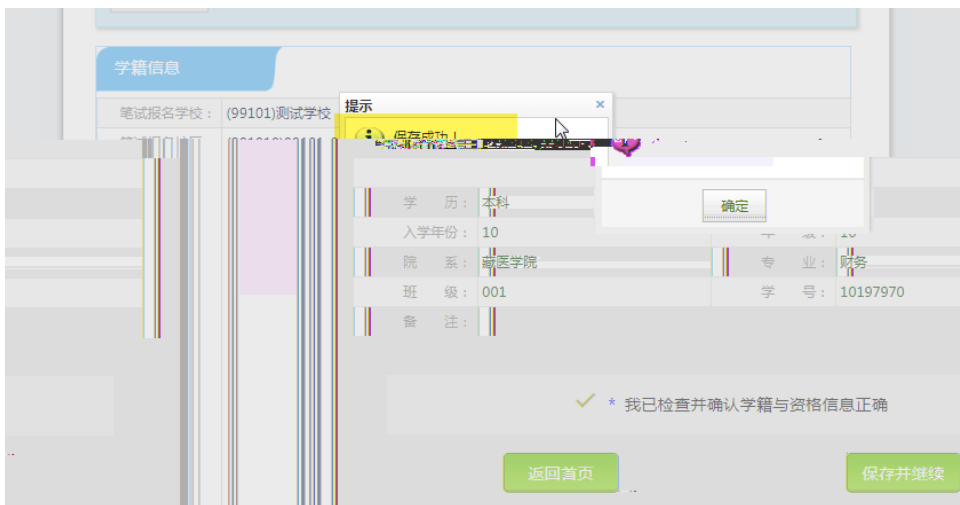 学籍信息
笔试报名学校： (99101)测试学校
提示
保存成功！
确定
学 历： 本科
入学年份： 10
院 系： 藏医学院 专 业： 财务
班 级： 001 学 号： 10197970
备 注：
* 我已检查并确认学籍与资格信息正确
返回首页 保存并继续